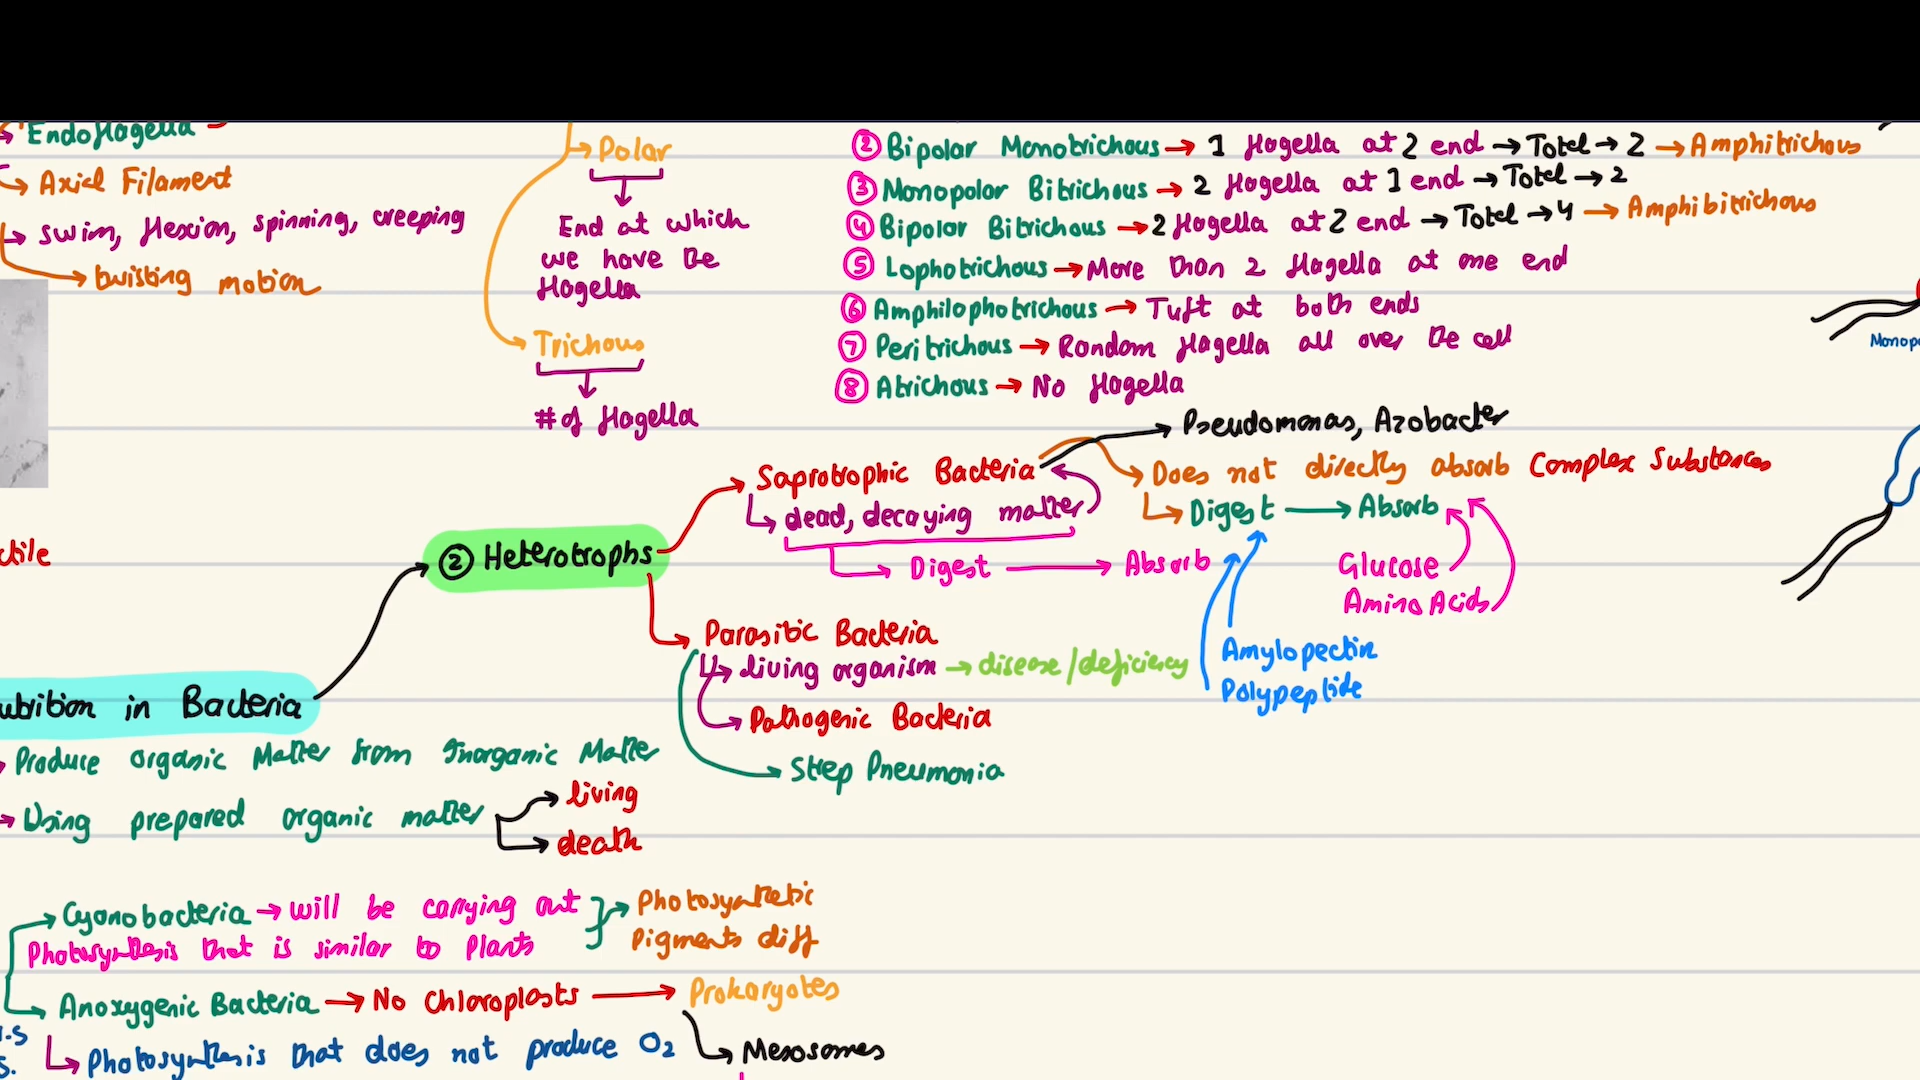 Endoflagella
Axial Filament
swim, flexion, spinning, creeping
twisting motion
Polar
End at which
we have the
flagella
Trichous
# of flagella
② Bipolar Monotrichous → 1 flagella at 2 end → Total → 2 → Amphitrichous
③ Monopolar Bitrichous → 2 flagella at 1 end → Total → 2
④ Bipolar Bitrichous → 2 flagella at 2 end → Total → 4 → Amphibitrichous
⑤ Lophotrichous → More than 2 flagella at one end
⑥ Amphilophotrichous → Tuft at both ends
⑦ Peritrichous → Random flagella all over the cell
⑧ Atrichous → No flagella
Monopo
② Heterotrophs
Saprotrophic Bacteria
Pseudomonas, Azobacter
Does not directly absorb Complex Substances
dead, decaying matter
Digest → Absorb
Digest → Absorb
Glucose
Amino Acids
Amylopectin
Polypeptide
Parasitic Bacteria
living organism → disease/deficiency
Pathogenic Bacteria
Strep Pneumonia
ctile
utrition in Bacteria
Produce organic Matter from Inorganic Matter
Using prepared organic matter
living
death
Cyanobacteria → will be carrying out
Photosynthesis that is similar to Plants
Photosynthetic
Pigments diff
Anoxygenic Bacteria → No Chloroplasts → Prokaryotes
Photosynthesis that does not produce O₂
Mesosomes